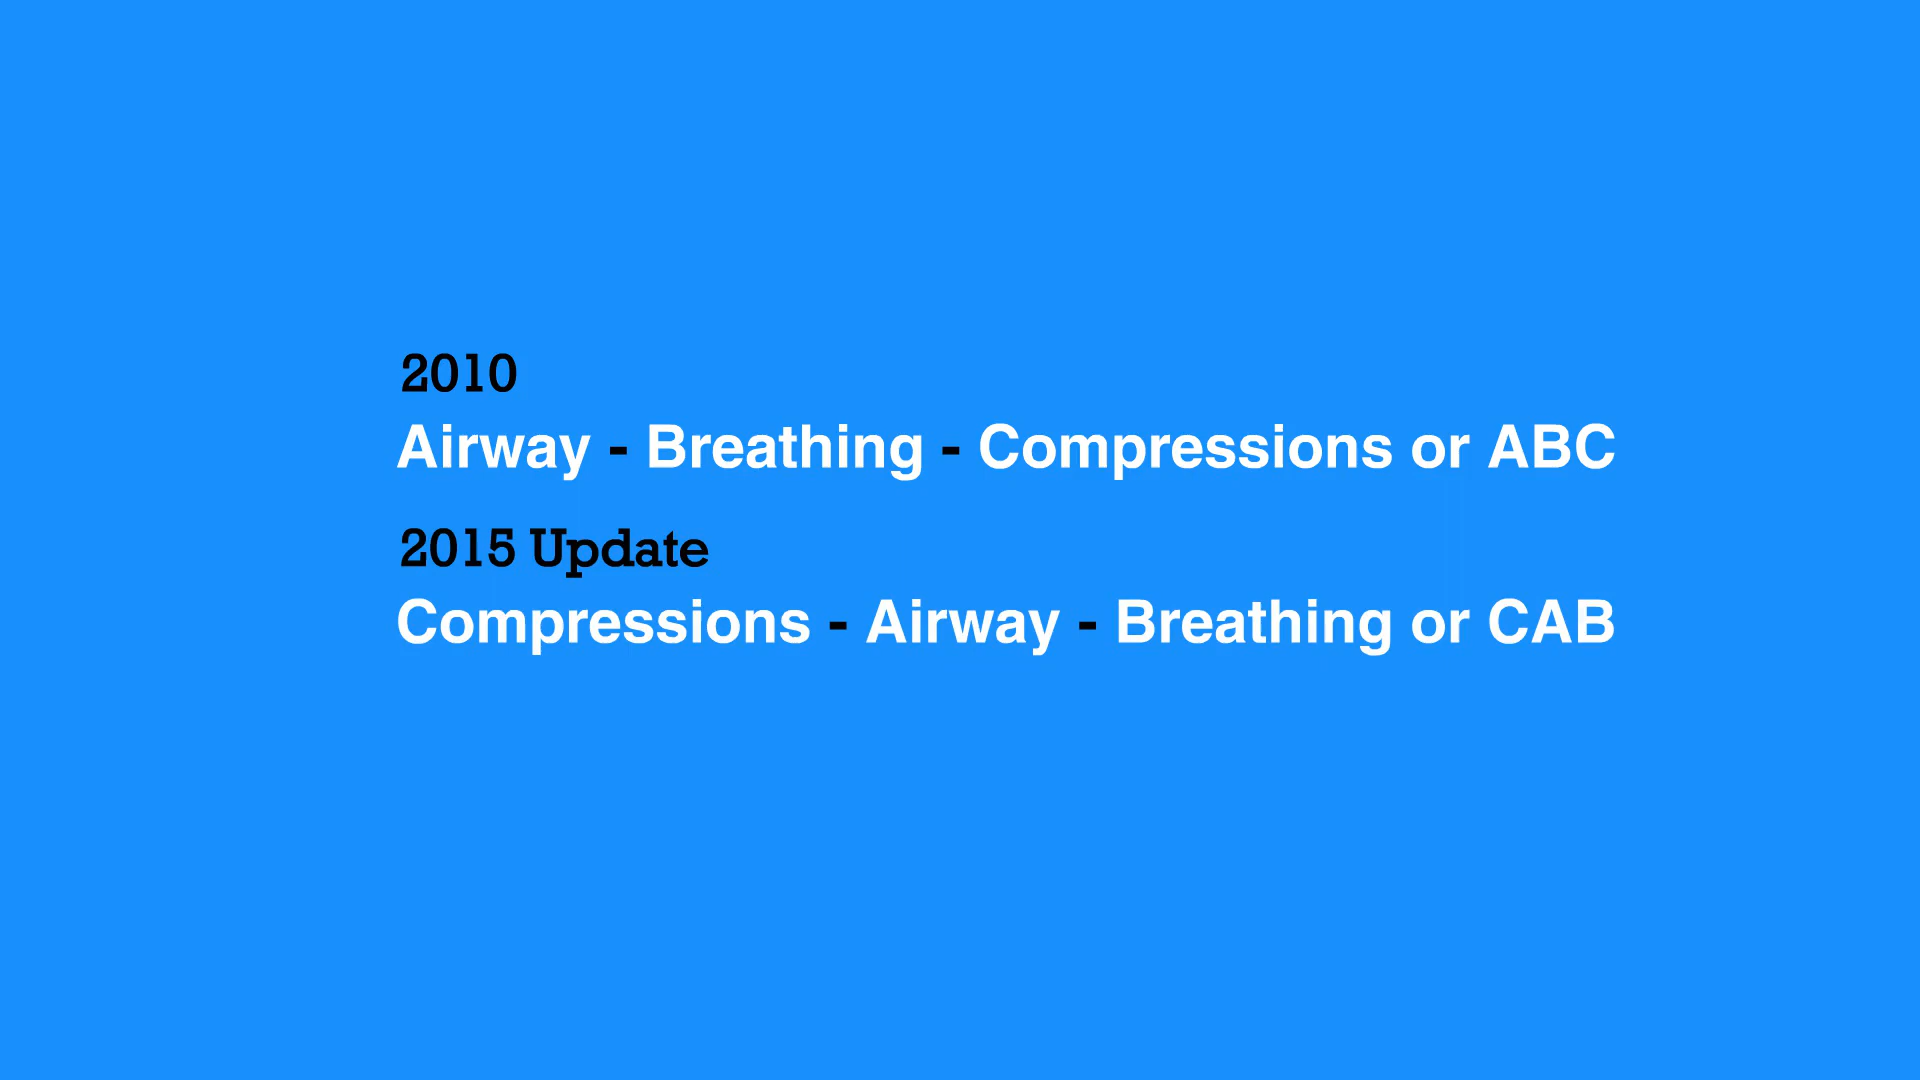 2010
Airway - Breathing - Compressions or ABC
2015 Update
Compressions - Airway - Breathing or CAB